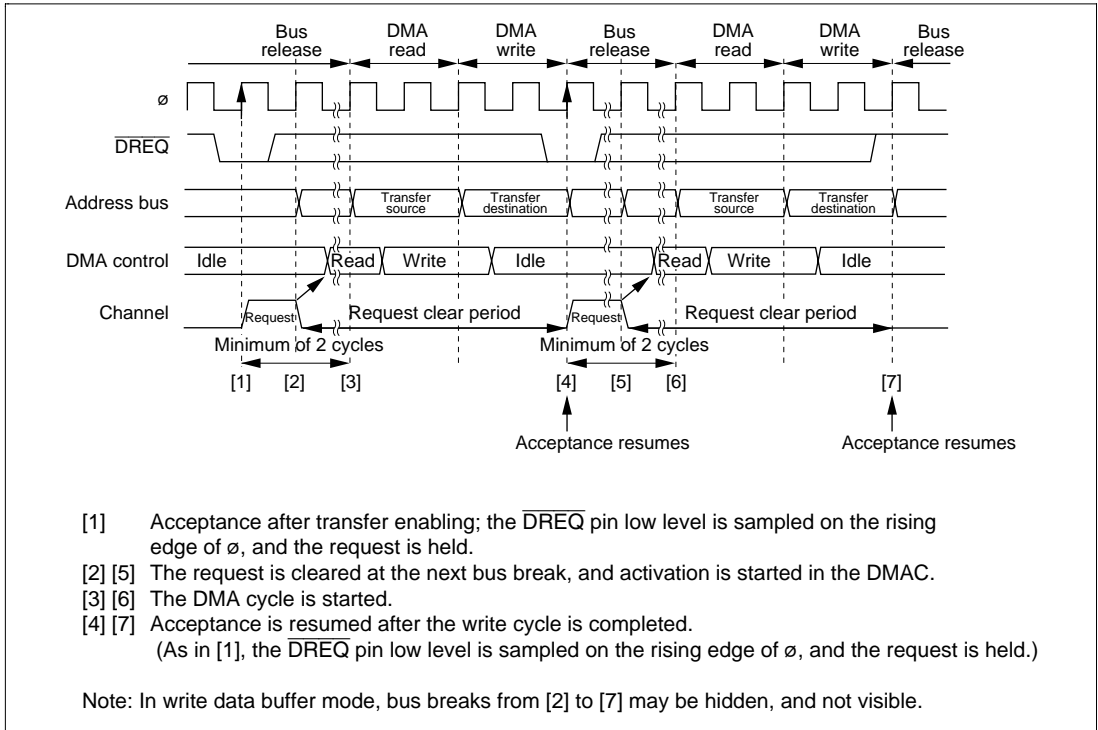 Bus release DMA read DMA write Bus release DMA read DMA write Bus release
ø
DREQ
Address bus Transfer source Transfer destination Transfer source Transfer destination
DMA control Idle Read Write Idle Read Write Idle
Channel Request Request clear period Request Request clear period
Minimum of 2 cycles Minimum of 2 cycles
[1] [2] [3] [4] [5] [6] [7]
Acceptance resumes Acceptance resumes
[1] Acceptance after transfer enabling; the DREQ pin low level is sampled on the rising
edge of ø, and the request is held.
[2] [5] The request is cleared at the next bus break, and activation is started in the DMAC.
[3] [6] The DMA cycle is started.
[4] [7] Acceptance is resumed after the write cycle is completed.
(As in [1], the DREQ pin low level is sampled on the rising edge of ø, and the request is held.)
Note: In write data buffer mode, bus breaks from [2] to [7] may be hidden, and not visible.